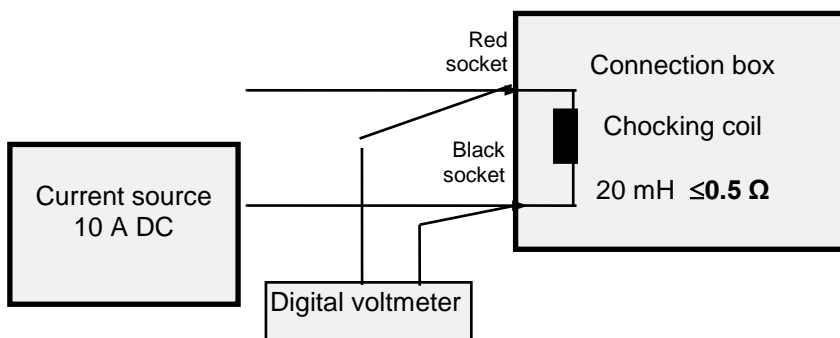 Red
socket
Connection box
Chocking coil
Black
socket
20 mH ≤0.5 Ω
Current source
10 A DC
Digital voltmeter